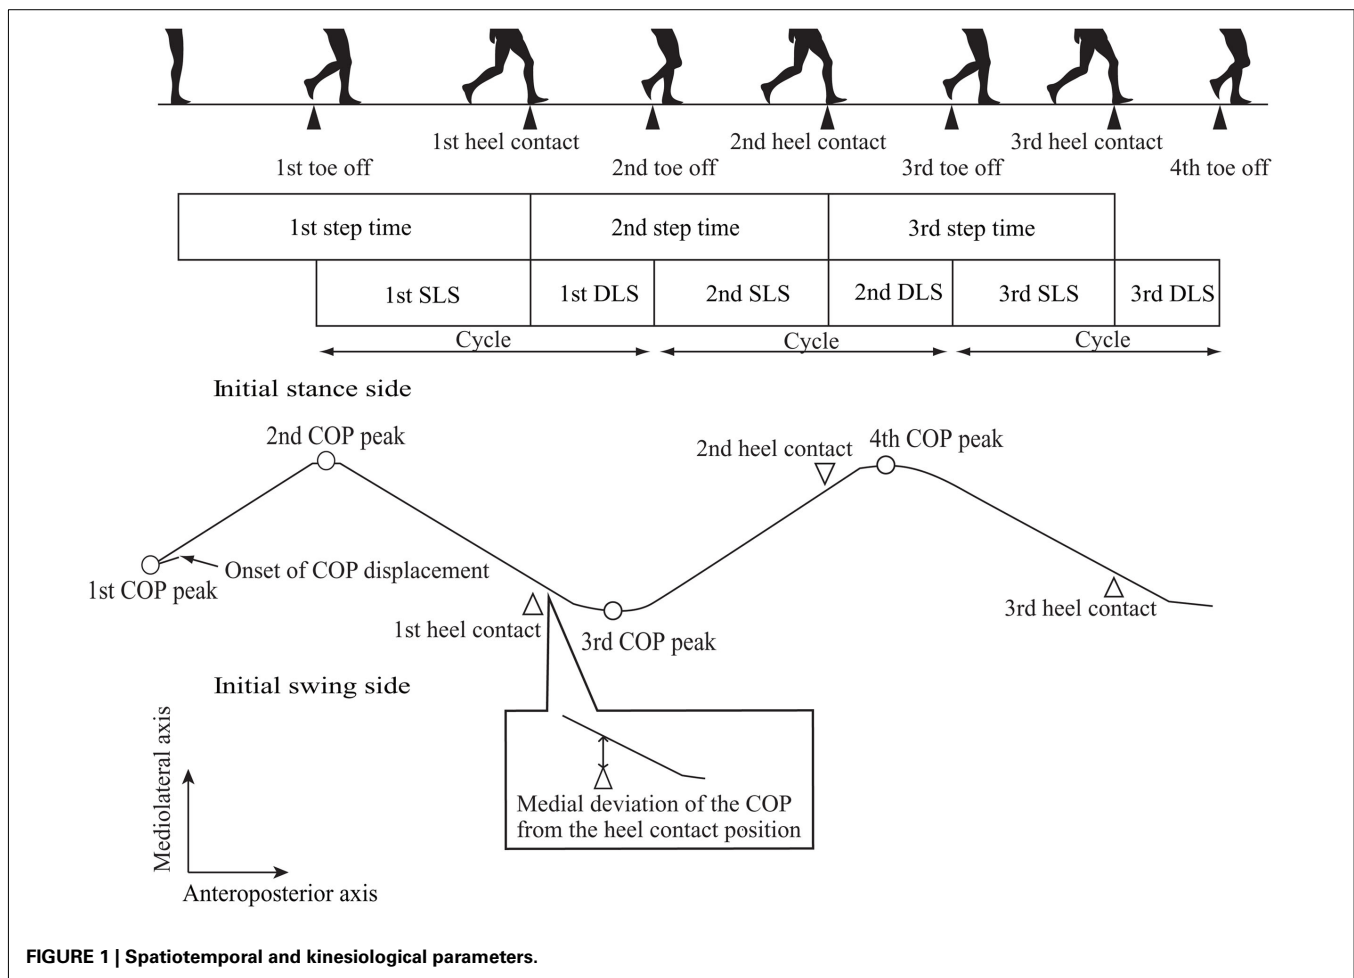 1st heel contact
2nd heel contact
3rd heel contact
1st toe off
2nd toe off
3rd toe off
4th toe off
1st step time
2nd step time
3rd step time
1st SLS
1st DLS
2nd SLS
2nd DLS
3rd SLS
3rd DLS
Cycle
Cycle
Cycle
Initial stance side
2nd COP peak
2nd heel contact
4th COP peak
Onset of COP displacement
1st COP peak
1st heel contact
3rd COP peak
3rd heel contact
Initial swing side
Medial deviation of the COP
from the heel contact position
Mediolateral axis
Anteroposterior axis
FIGURE 1 | Spatiotemporal and kinesiological parameters.